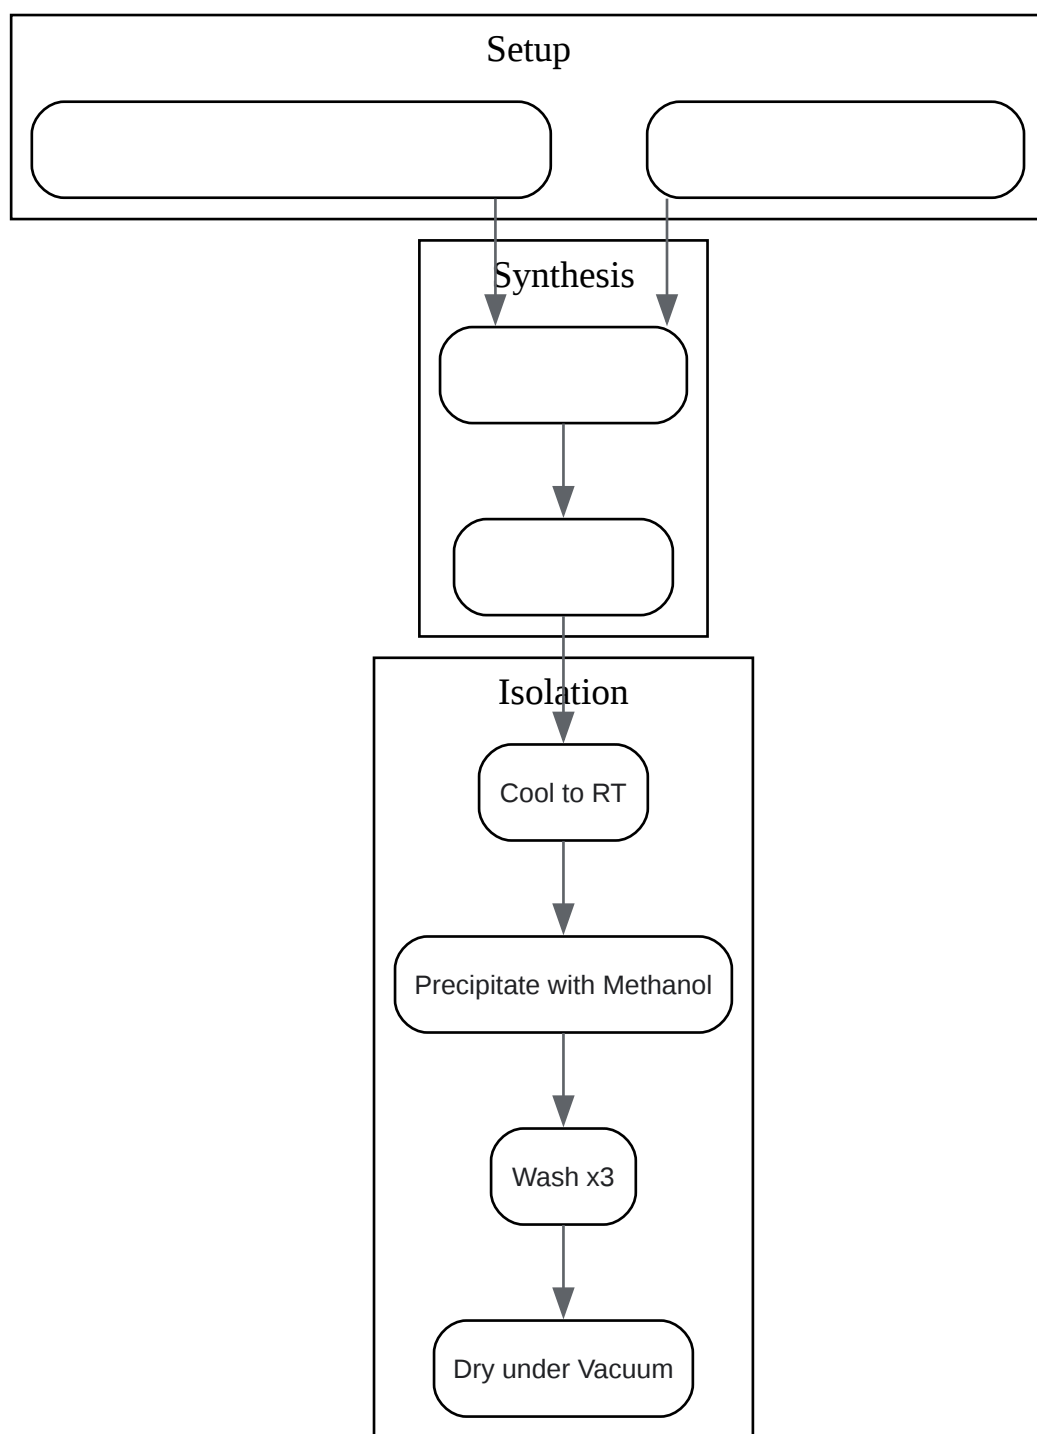 Setup
Synthesis
Isolation
Cool to RT
Precipitate with Methanol
Wash x3
Dry under Vacuum